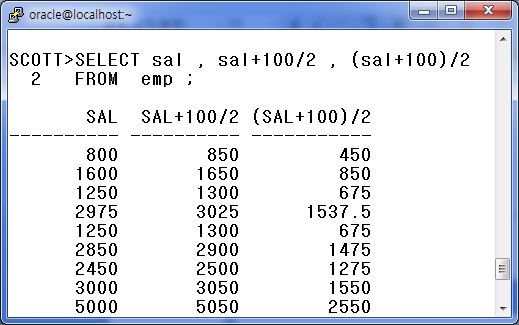 oracle@localhost:~
SCOTT>SELECT sal , sal+100/2 , (sal+100)/2
2 FROM emp ;
SAL SAL+100/2 (SAL+100)/2
---------- ---------- -----------
800 850 450
1600 1650 850
1250 1300 675
2975 3025 1537.5
1250 1300 675
2850 2900 1475
2450 2500 1275
3000 3050 1550
5000 5050 2550